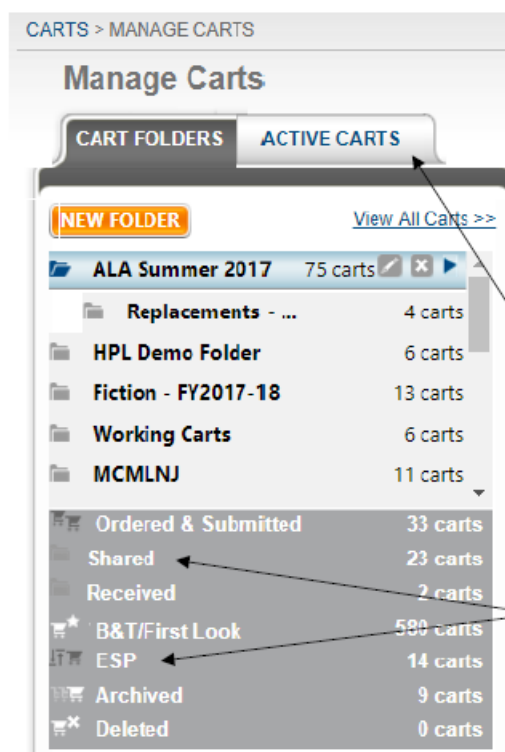 CARTS > MANAGE CARTS
Manage Carts
CART FOLDERS ACTIVE CARTS
NEW FOLDER View All Carts >>
ALA Summer 2017 75 carts
Replacements - ... 4 carts
HPL Demo Folder 6 carts
Fiction - FY2017-18 13 carts
Working Carts 6 carts
MCMLNJ 11 carts
Ordered & Submitted 33 carts
Shared 23 carts
Received 2 carts
B&T/First Look 580 carts
ESP 14 carts
Archived 9 carts
Deleted 0 carts